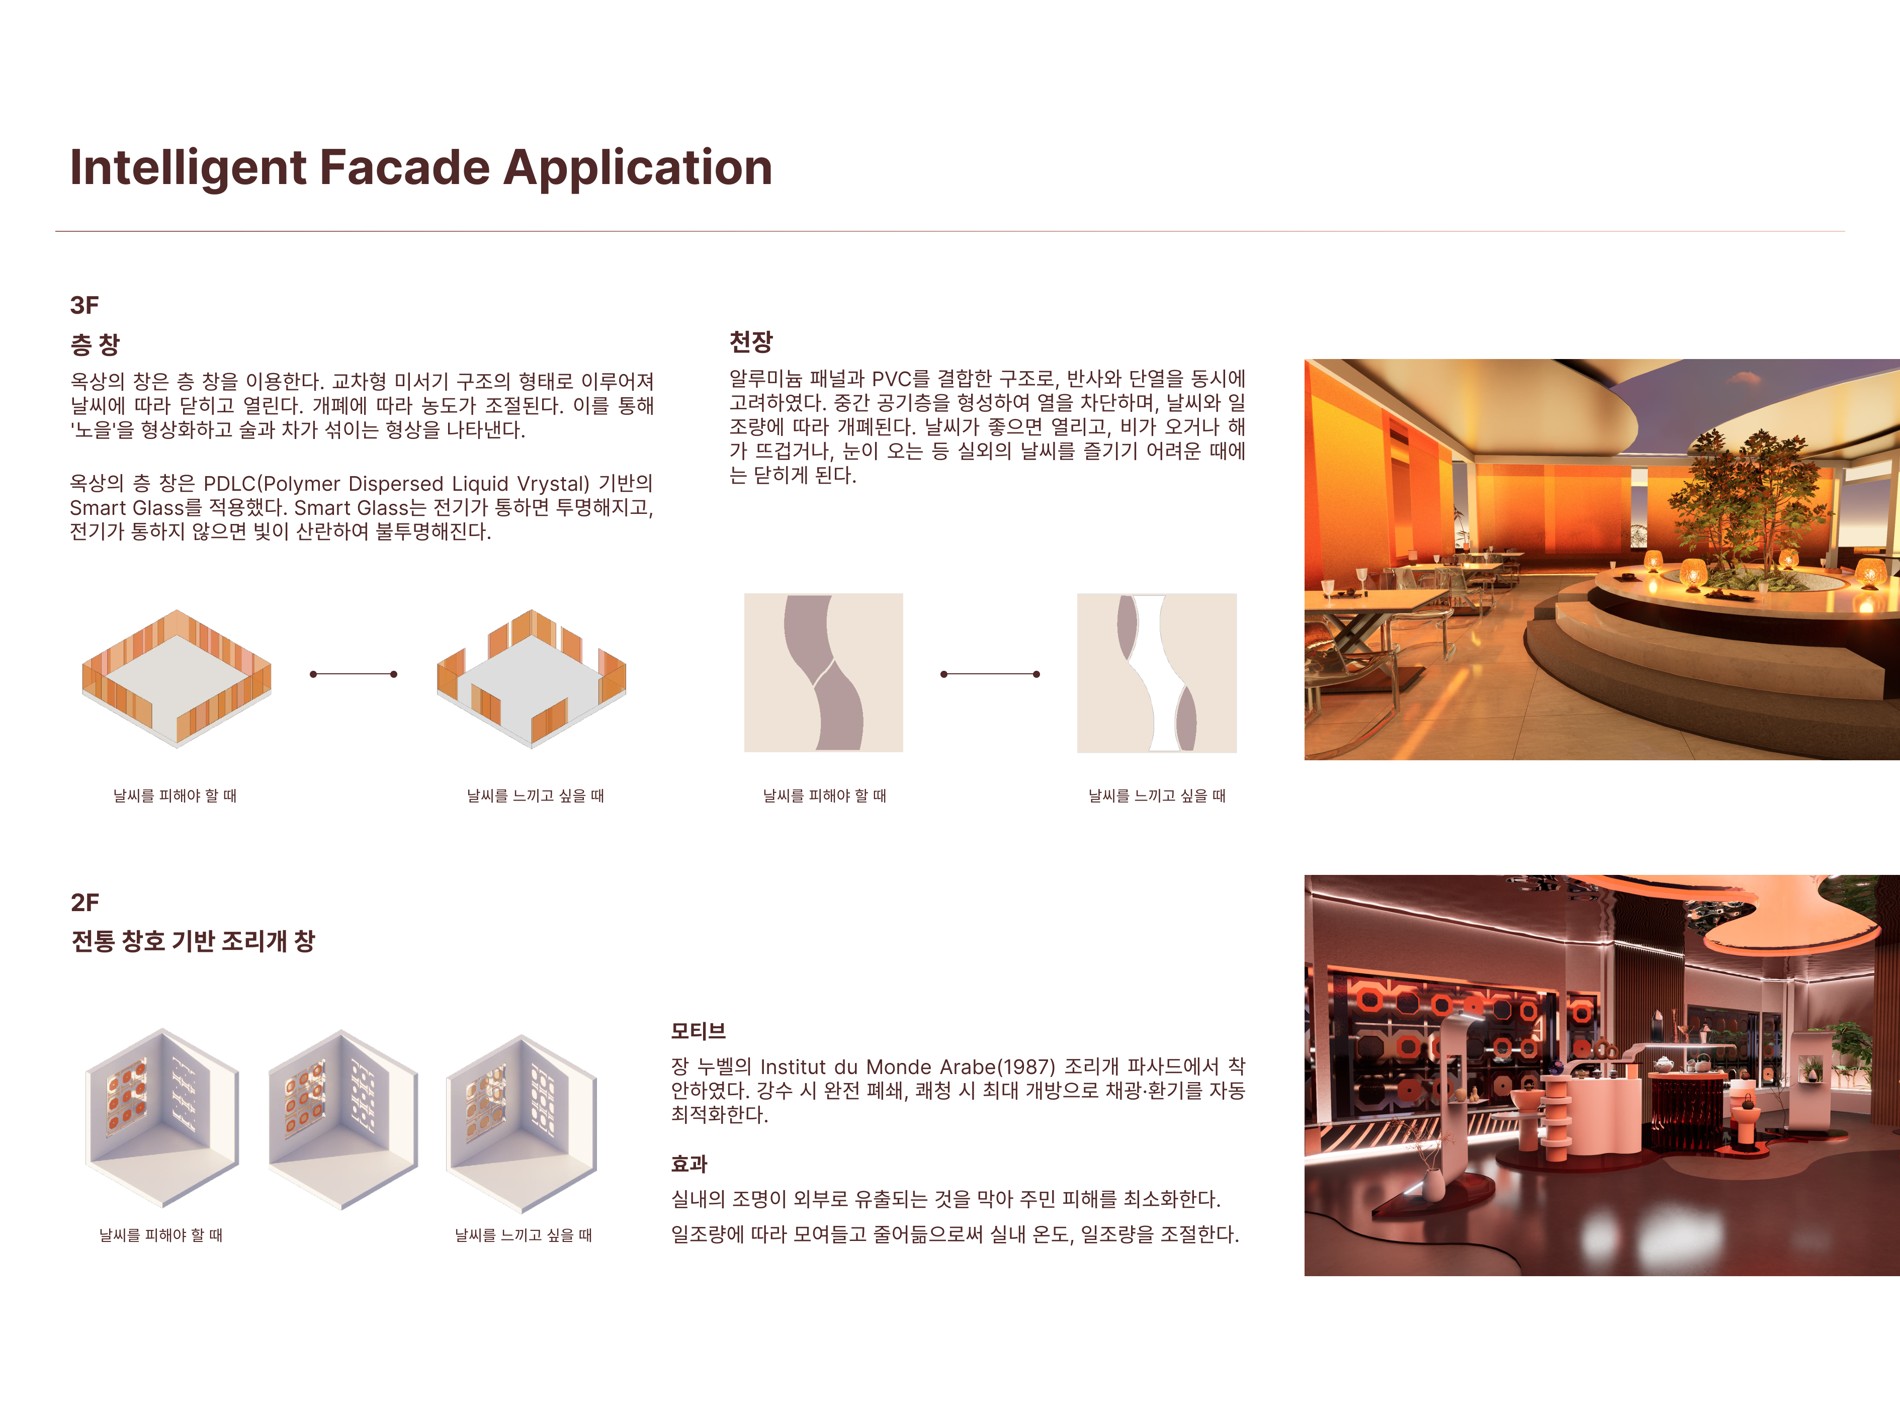 Intelligent Facade Application
3F
층 창
옥상의 창은 층 창을 이용한다. 교차형 미서기 구조의 형태로 이루어져
날씨에 따라 닫히고 열린다. 개폐에 따라 농도가 조절된다. 이를 통해
'노을'을 형상화하고 술과 차가 섞이는 형상을 나타낸다.
옥상의 층 창은 PDLC(Polymer Dispersed Liquid Vrystal) 기반의
Smart Glass를 적용했다. Smart Glass는 전기가 통하면 투명해지고,
전기가 통하지 않으면 빛이 산란하여 불투명해진다.
날씨를 피해야 할 때
날씨를 느끼고 싶을 때
천장
알루미늄 패널과 PVC를 결합한 구조로, 반사와 단열을 동시에
고려하였다. 중간 공기층을 형성하여 열을 차단하며, 날씨와 일
조량에 따라 개폐된다. 날씨가 좋으면 열리고, 비가 오거나 해
가 뜨겁거나, 눈이 오는 등 실외의 날씨를 즐기기 어려운 때에
는 닫히게 된다.
날씨를 피해야 할 때
날씨를 느끼고 싶을 때
2F
전통 창호 기반 조리개 창
날씨를 피해야 할 때
날씨를 느끼고 싶을 때
모티브
장 누벨의 Institut du Monde Arabe(1987) 조리개 파사드에서 착
안하였다. 강수 시 완전 폐쇄, 쾌청 시 최대 개방으로 채광·환기를 자동
최적화한다.
효과
실내의 조명이 외부로 유출되는 것을 막아 주민 피해를 최소화한다.
일조량에 따라 모여들고 줄어듦으로써 실내 온도, 일조량을 조절한다.